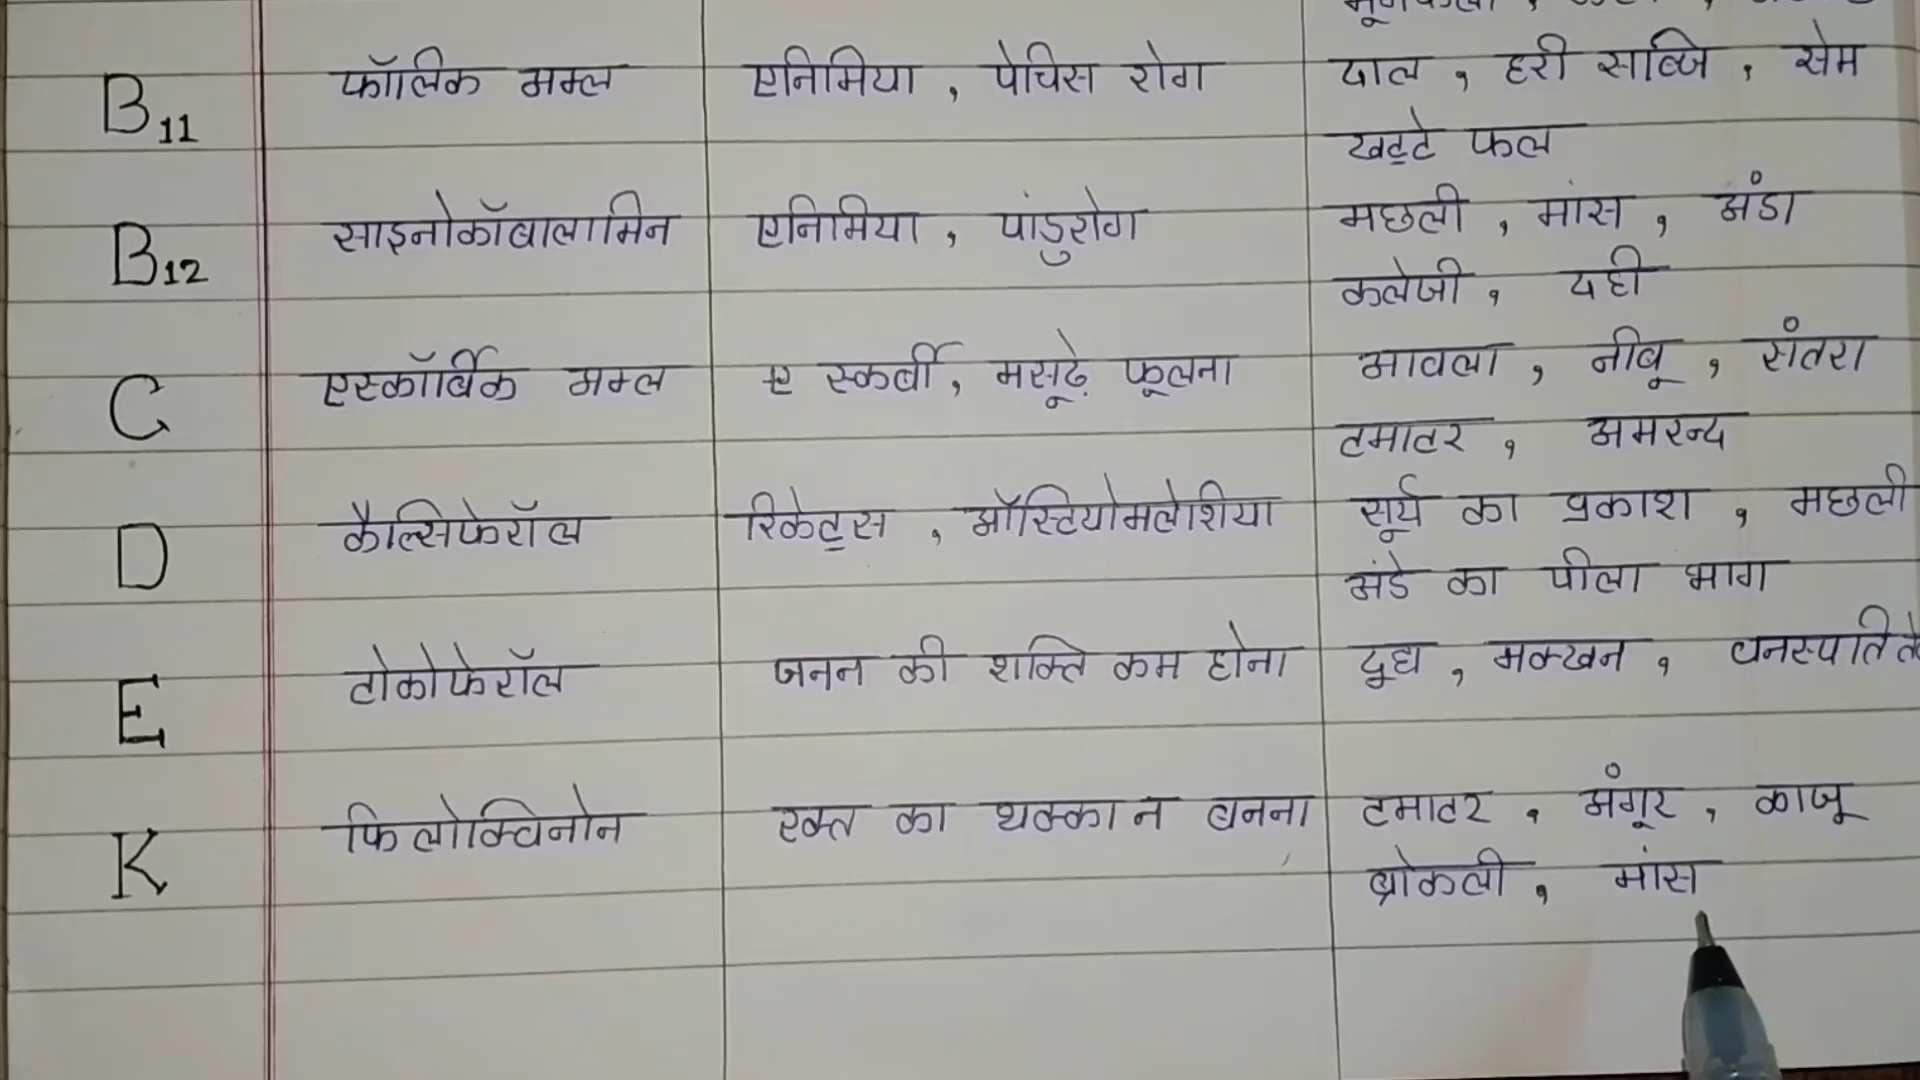 B11 फॉलिक अम्ल एनिमिया , पेचिस रोग दाल , हरी सब्जि , सेम
खट्टे फल
B12 साइनोकॉबालामिन एनिमिया , पांडुरोग मछली , मांस , अंडा
कलेजी , दही
C एस्कॉर्बिक अम्ल स्कर्बी, मसूढ़े फूलना आवला , नीबू , संतरा
टमाटर , अमरन्द
D कैल्सिफेरॉल रिकेट्स , ऑस्टियोमलेशिया सूर्य का प्रकाश , मछली
अंडे का पीला भाग
E टोकोफेरॉल जनन की शक्ति कम होना दूध , मक्खन , वनस्पति
K फिलोक्विनोन रक्त का थक्का न बनना टमाटर , अंगूर , काजू
ब्रोकली , मांस